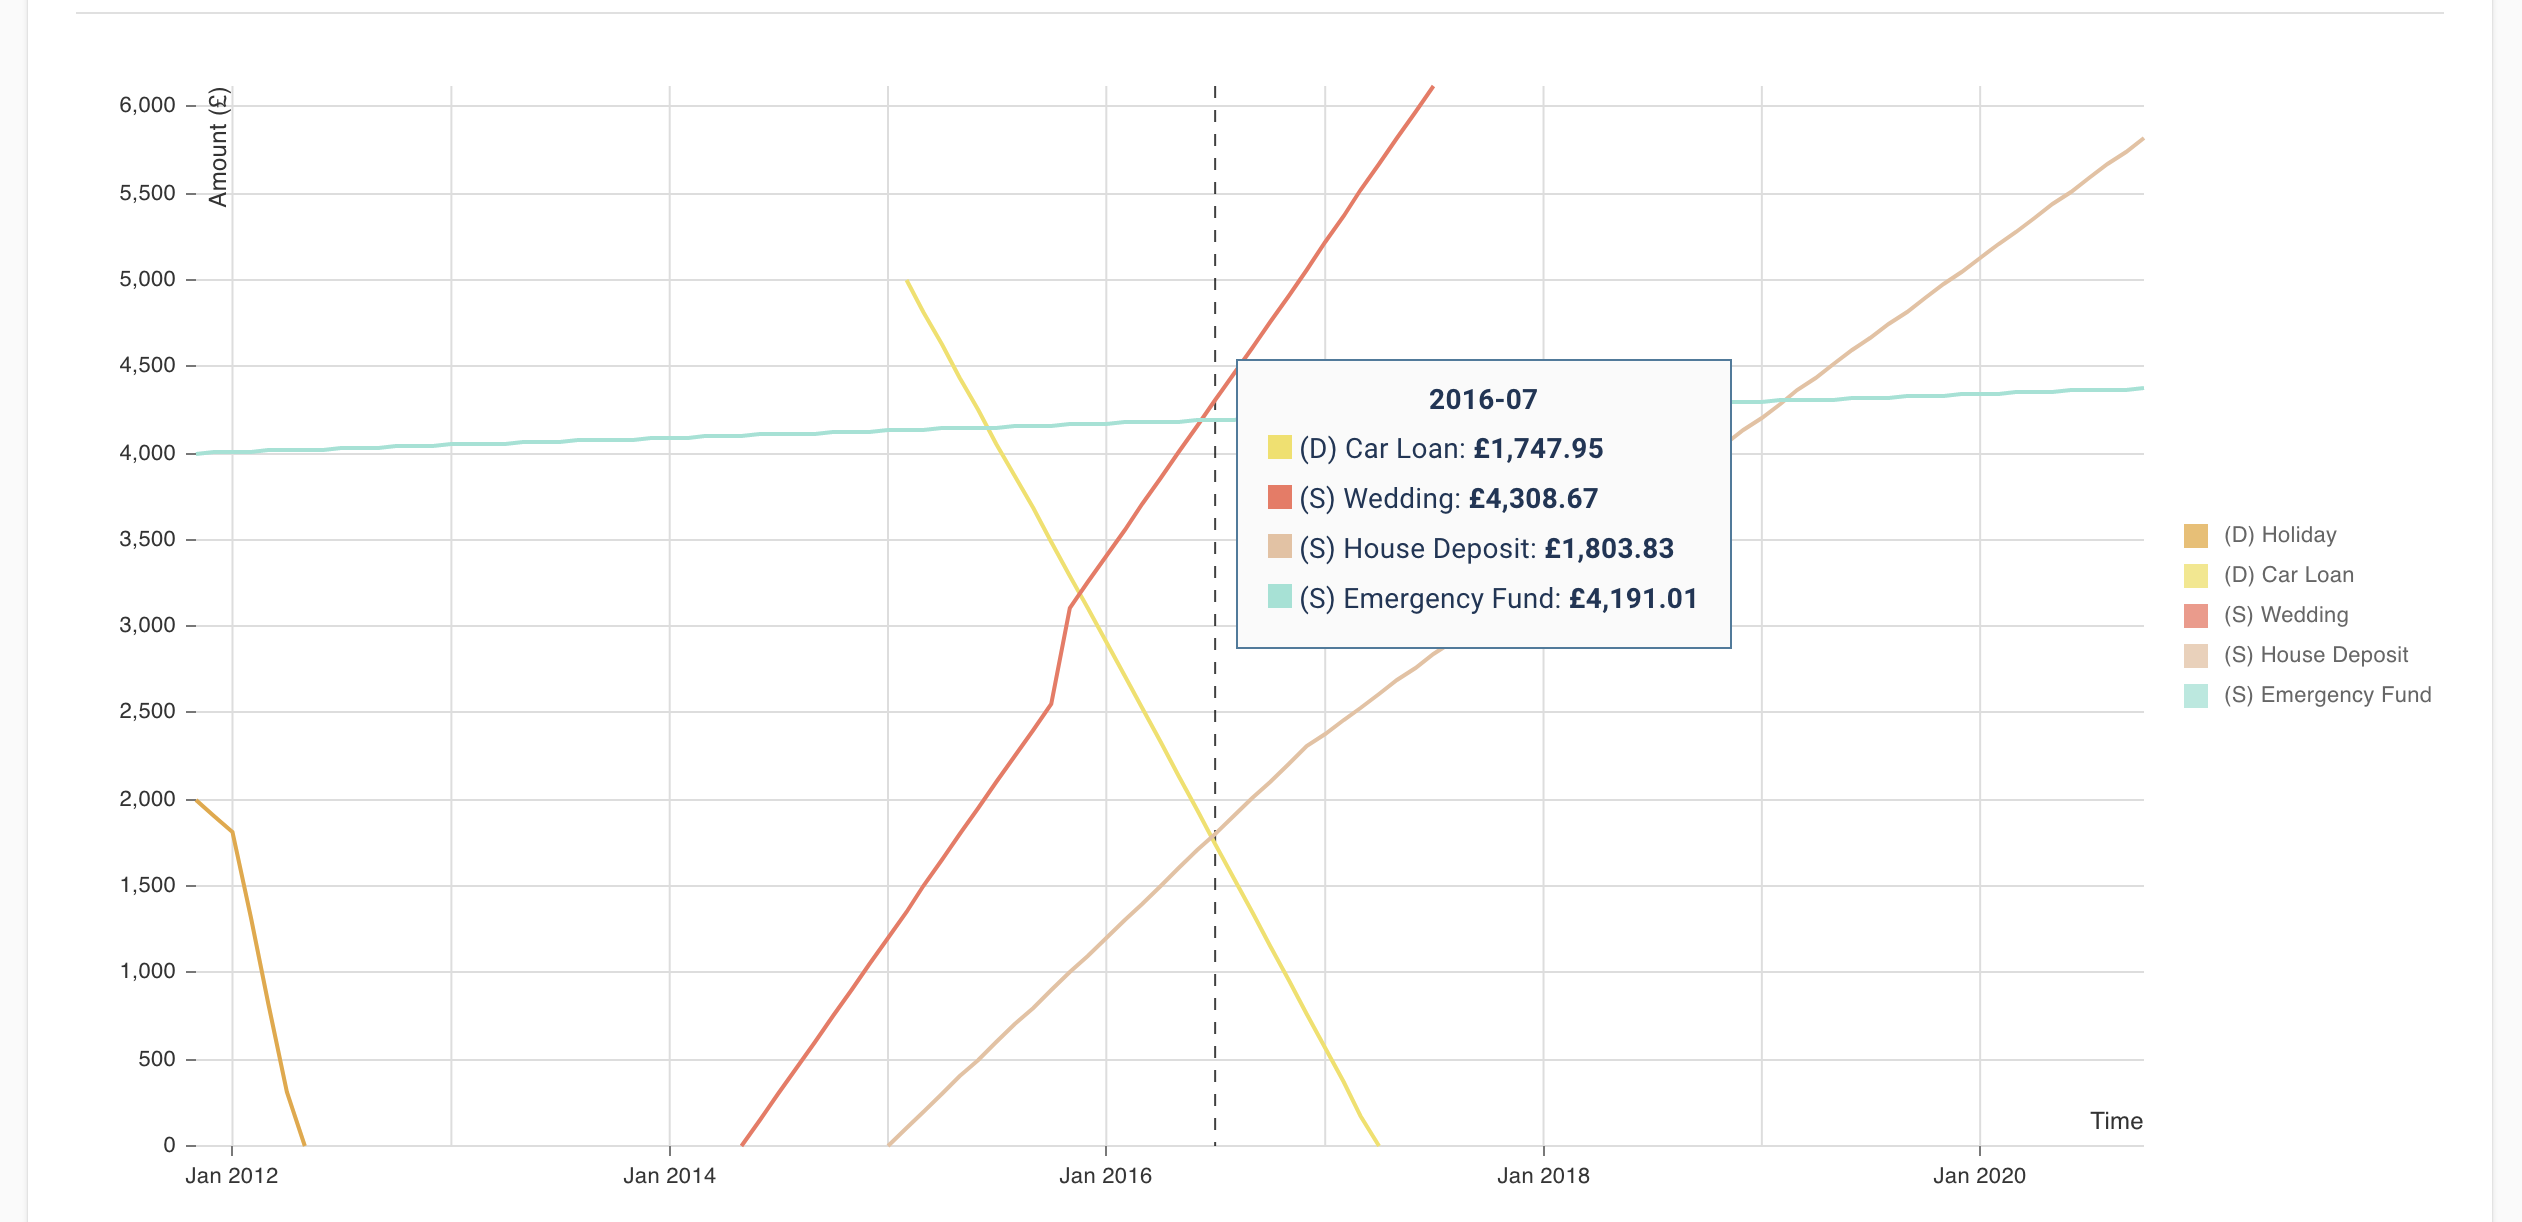 Amount (£)
6,000
5,500
5,000
4,500
4,000
3,500
3,000
2,500
2,000
1,500
1,000
500
0
2016-07
(D) Car Loan: £1,747.95
(S) Wedding: £4,308.67
(S) House Deposit: £1,803.83
(S) Emergency Fund: £4,191.01
(D) Holiday
(D) Car Loan
(S) Wedding
(S) House Deposit
(S) Emergency Fund
Time
Jan 2012
Jan 2014
Jan 2016
Jan 2018
Jan 2020